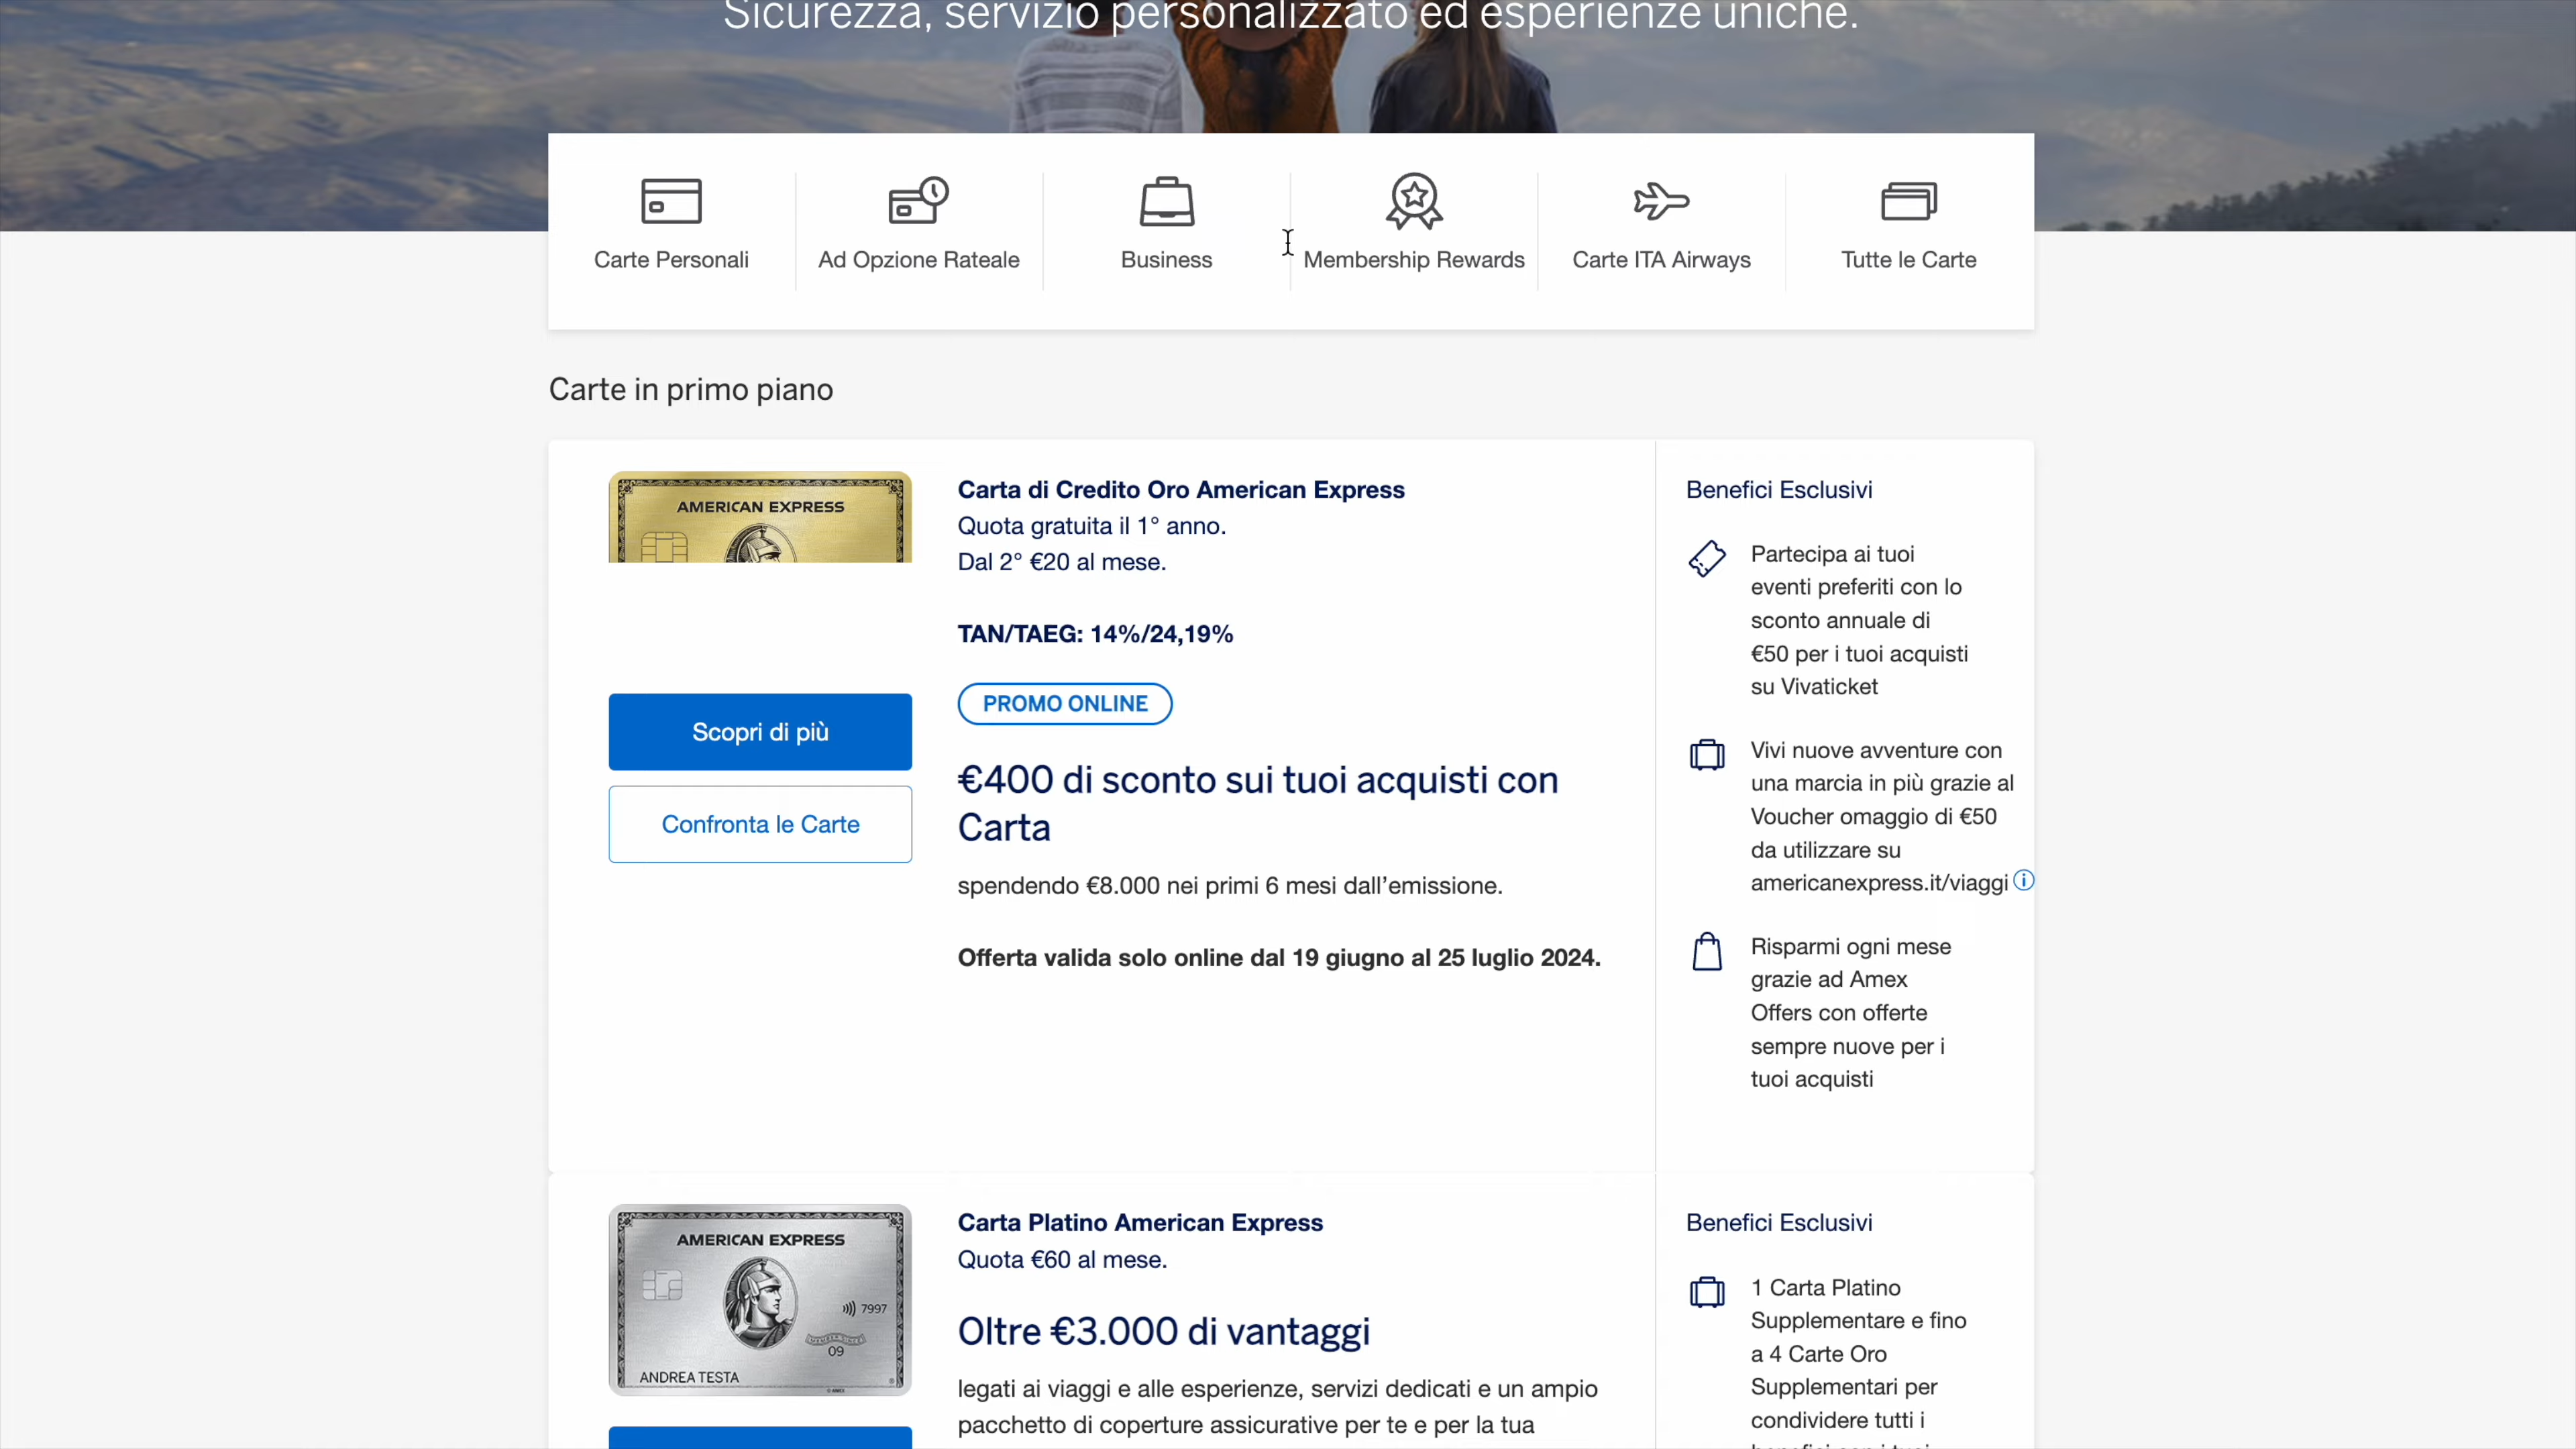 Sicurezza, servizio personalizzato ed esperienze uniche.
Carte Personali
Ad Opzione Rateale
Business
Membership Rewards
Carte ITA Airways
Tutte le Carte
Carte in primo piano
AMERICAN EXPRESS
Scopri di più
Confronta le Carte
Carta di Credito Oro American Express
Quota gratuita il 1° anno.
Dal 2° €20 al mese.
TAN/TAEG: 14%/24,19%
PROMO ONLINE
€400 di sconto sui tuoi acquisti con
Carta
spendendo €8.000 nei primi 6 mesi dall'emissione.
Offerta valida solo online dal 19 giugno al 25 luglio 2024.
Benefici Esclusivi
Partecipa ai tuoi
eventi preferiti con lo
sconto annuale di
€50 per i tuoi acquisti
su Vivaticket
Vivi nuove avventure con
una marcia in più grazie al
Voucher omaggio di €50
da utilizzare su
americanexpress.it/viaggi
Risparmi ogni mese
grazie ad Amex
Offers con offerte
sempre nuove per i
tuoi acquisti
AMERICAN EXPRESS
7997
09
ANDREA TESTA
Carta Platino American Express
Quota €60 al mese.
Oltre €3.000 di vantaggi
legati ai viaggi e alle esperienze, servizi dedicati e un ampio
pacchetto di coperture assicurative per te e per la tua
Benefici Esclusivi
1 Carta Platino
Supplementare e fino
a 4 Carte Oro
Supplementari per
condividere tutti i